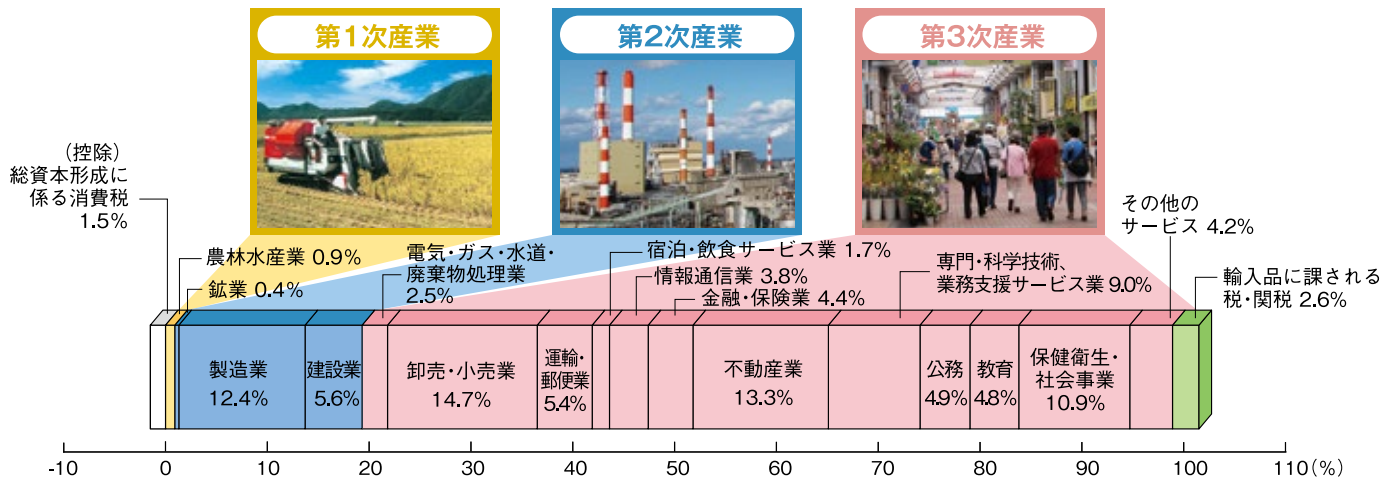 第1次産業
第2次産業
第3次産業
(控除)
総資本形成に
係る消費税
1.5%
農林水産業 0.9%
鉱業 0.4%
電気・ガス・水道・
廃棄物処理業
2.5%
宿泊・飲食サービス業 1.7%
情報通信業 3.8%
金融・保険業 4.4%
専門・科学技術、
業務支援サービス業 9.0%
その他の
サービス 4.2%
輸入品に課される
税・関税 2.6%
製造業
12.4%
建設業
5.6%
卸売・小売業
14.7%
運輸・
郵便業
5.4%
不動産業
13.3%
公務
4.9%
教育
4.8%
保健衛生・
社会事業
10.9%
-10 0 10 20 30 40 50 60 70 80 90 100 110(%)